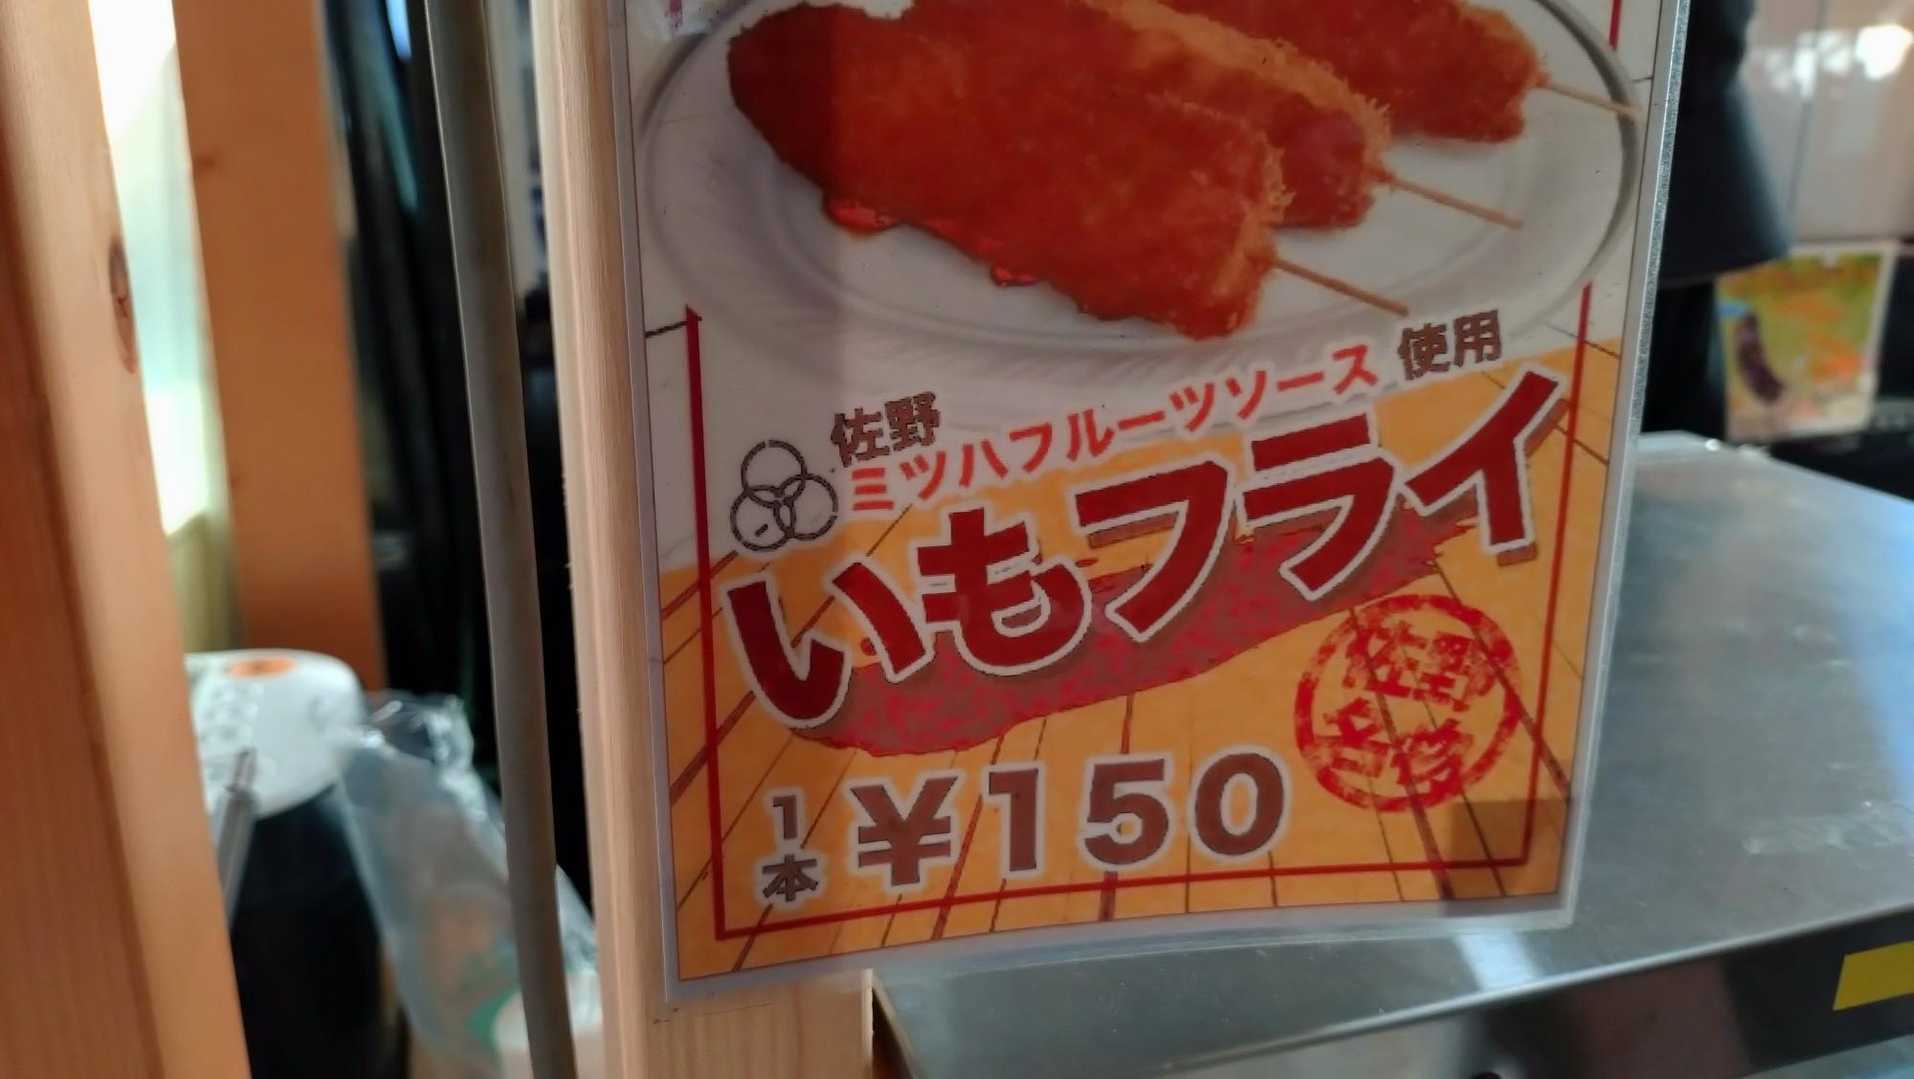 佐野
ミツハフルーツソース 使用
いもフライ
佐野
名物
1本 ¥150